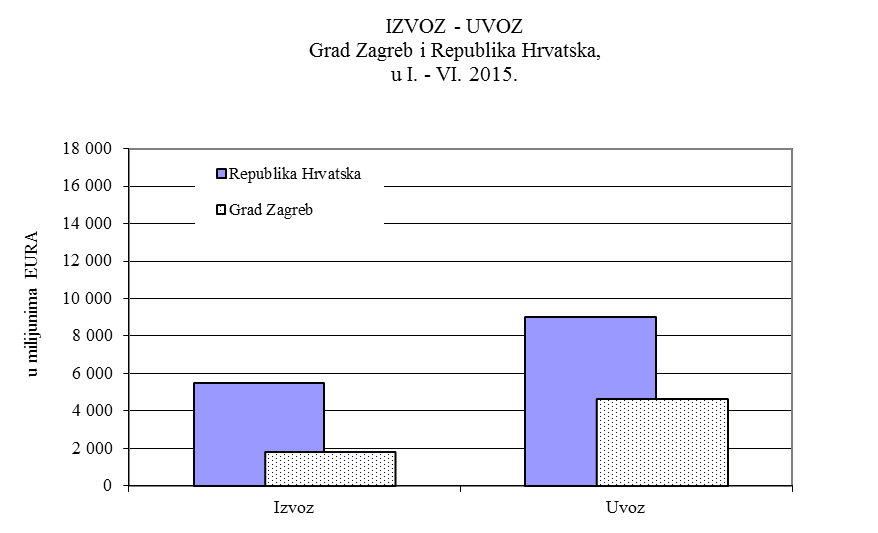 IZVOZ - UVOZ
Grad Zagreb i Republika Hrvatska,
u I. - VI. 2015.
18 000
16 000
14 000
12 000
10 000
8 000
6 000
4 000
2 000
0
u milijunima EURA
Republika Hrvatska
Grad Zagreb
Izvoz
Uvoz